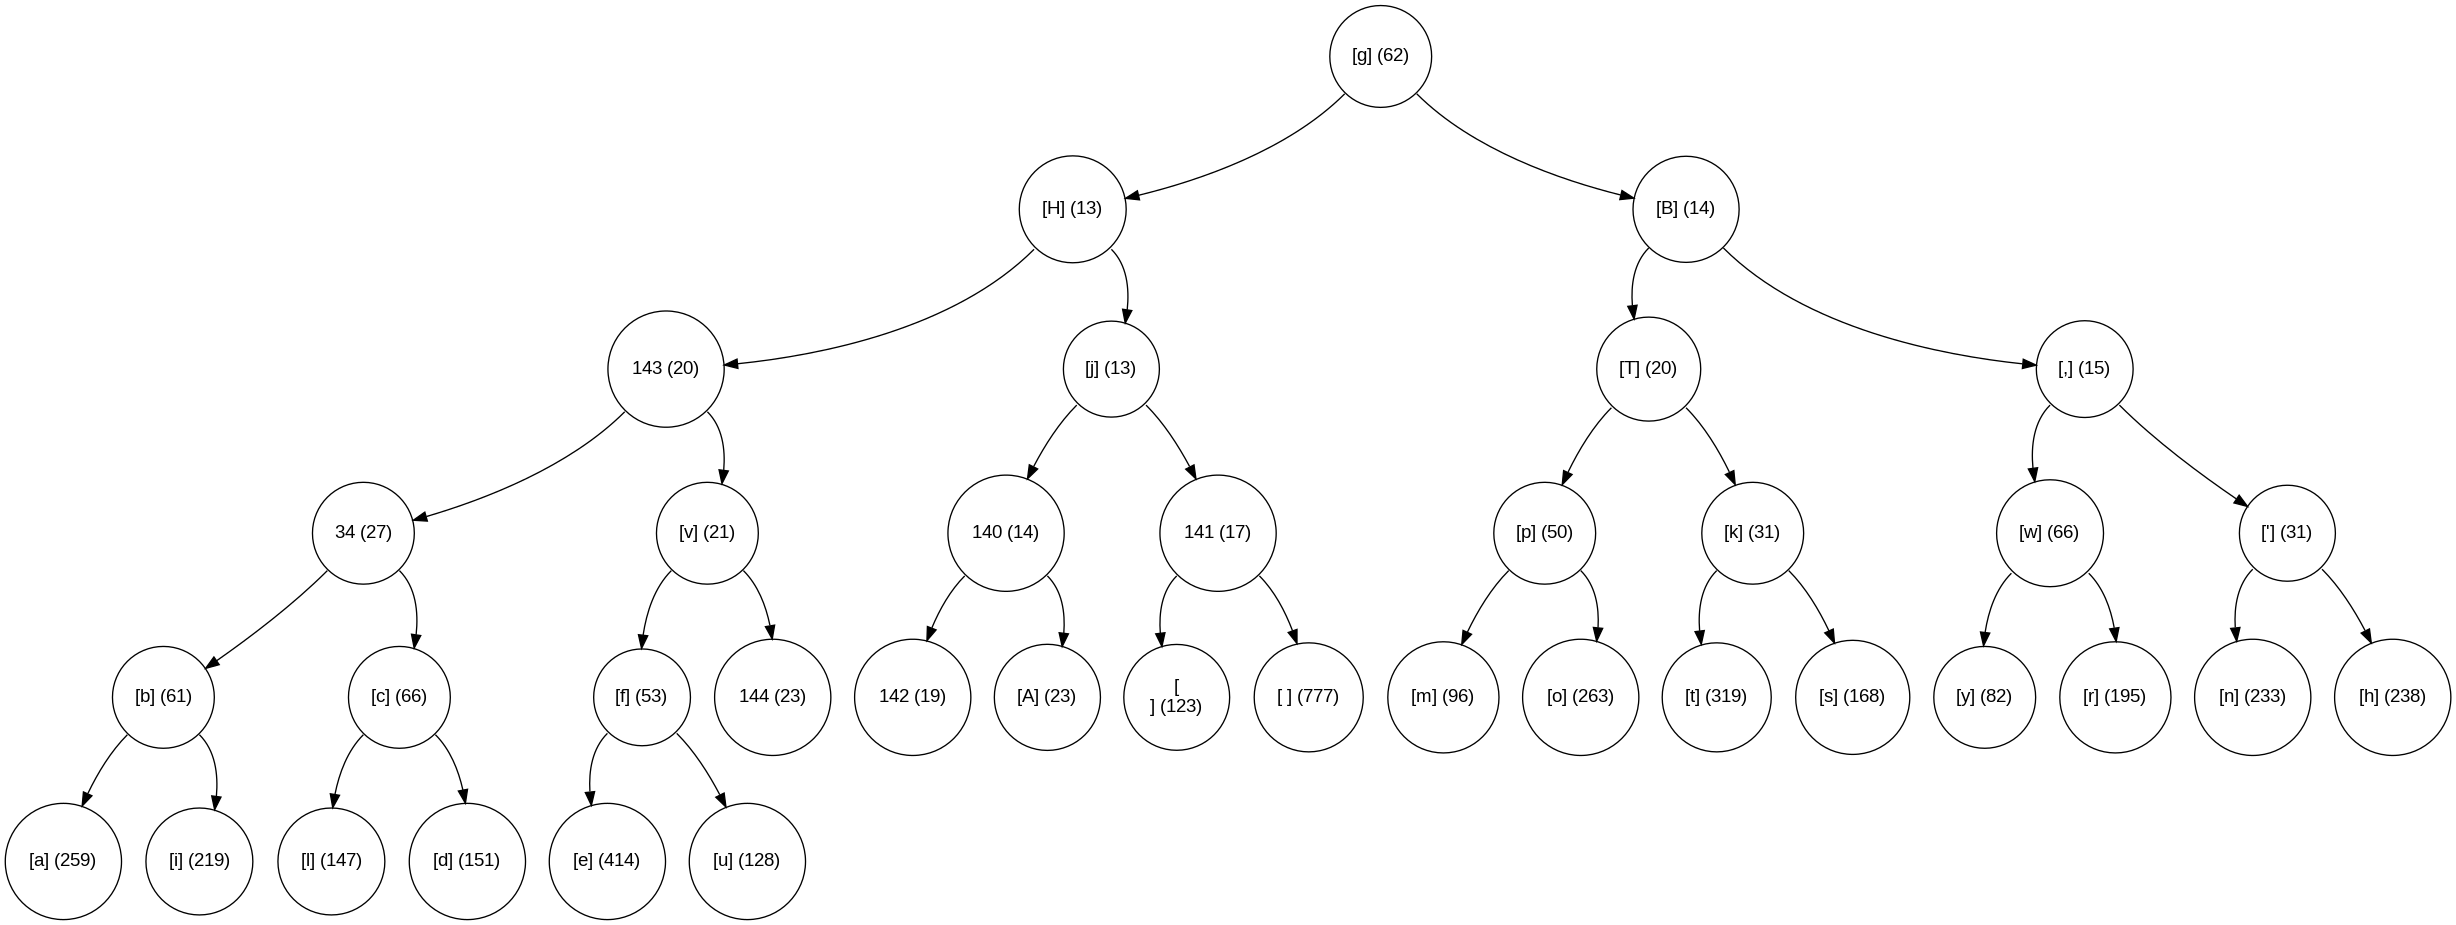 [g] (62)
[H] (13)
[B] (14)
143 (20)
[j] (13)
[T] (20)
[,] (15)
34 (27)
[v] (21)
140 (14)
141 (17)
[p] (50)
[k] (31)
[w] (66)
['] (31)
[b] (61)
[c] (66)
[f] (53)
144 (23)
142 (19)
[A] (23)
[
] (123)
[ ] (777)
[m] (96)
[o] (263)
[t] (319)
[s] (168)
[y] (82)
[r] (195)
[n] (233)
[h] (238)
[a] (259)
[i] (219)
[l] (147)
[d] (151)
[e] (414)
[u] (128)